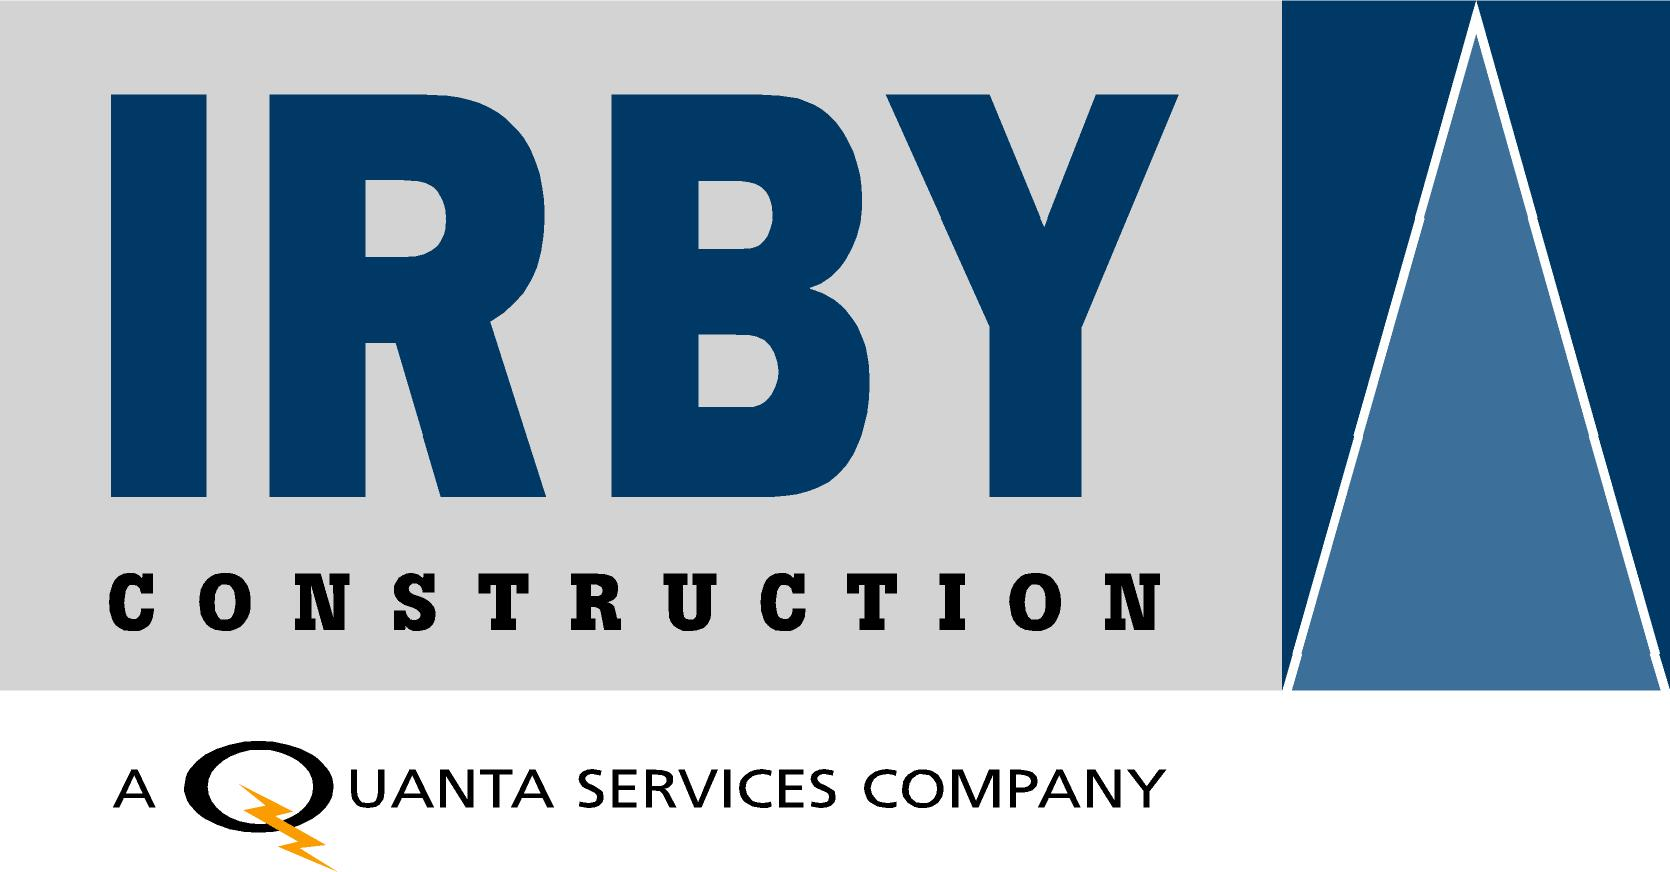 IRBY
CONSTRUCTION
A QUANTA SERVICES COMPANY